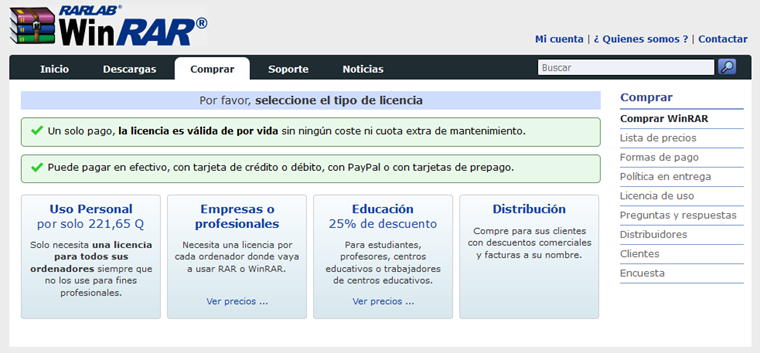 RARLAB®
WinRAR®
Mi cuenta | ¿ Quienes somos ? | Contactar
Inicio Descargas Comprar Soporte Noticias Buscar
Por favor, seleccione el tipo de licencia
Un solo pago, la licencia es válida de por vida sin ningún coste ni cuota extra de mantenimiento.
Puede pagar en efectivo, con tarjeta de crédito o débito, con PayPal o con tarjetas de prepago.
Uso Personal
por solo 221,65 Q
Solo necesita una licencia
para todos sus
ordenadores siempre que
no los use para fines
profesionales.
Empresas o
profesionales
Necesita una licencia por
cada ordenador donde vaya
a usar RAR o WinRAR.
Ver precios ...
Educación
25% de descuento
Para estudiantes,
profesores, centros
educativos o trabajadores
de centros educativos.
Ver precios ...
Distribución
Compre para sus clientes
con descuentos comerciales
y facturas a su nombre.
Comprar
Comprar WinRAR
Lista de precios
Formas de pago
Política en entrega
Licencia de uso
Preguntas y respuestas
Distribuidores
Clientes
Encuesta